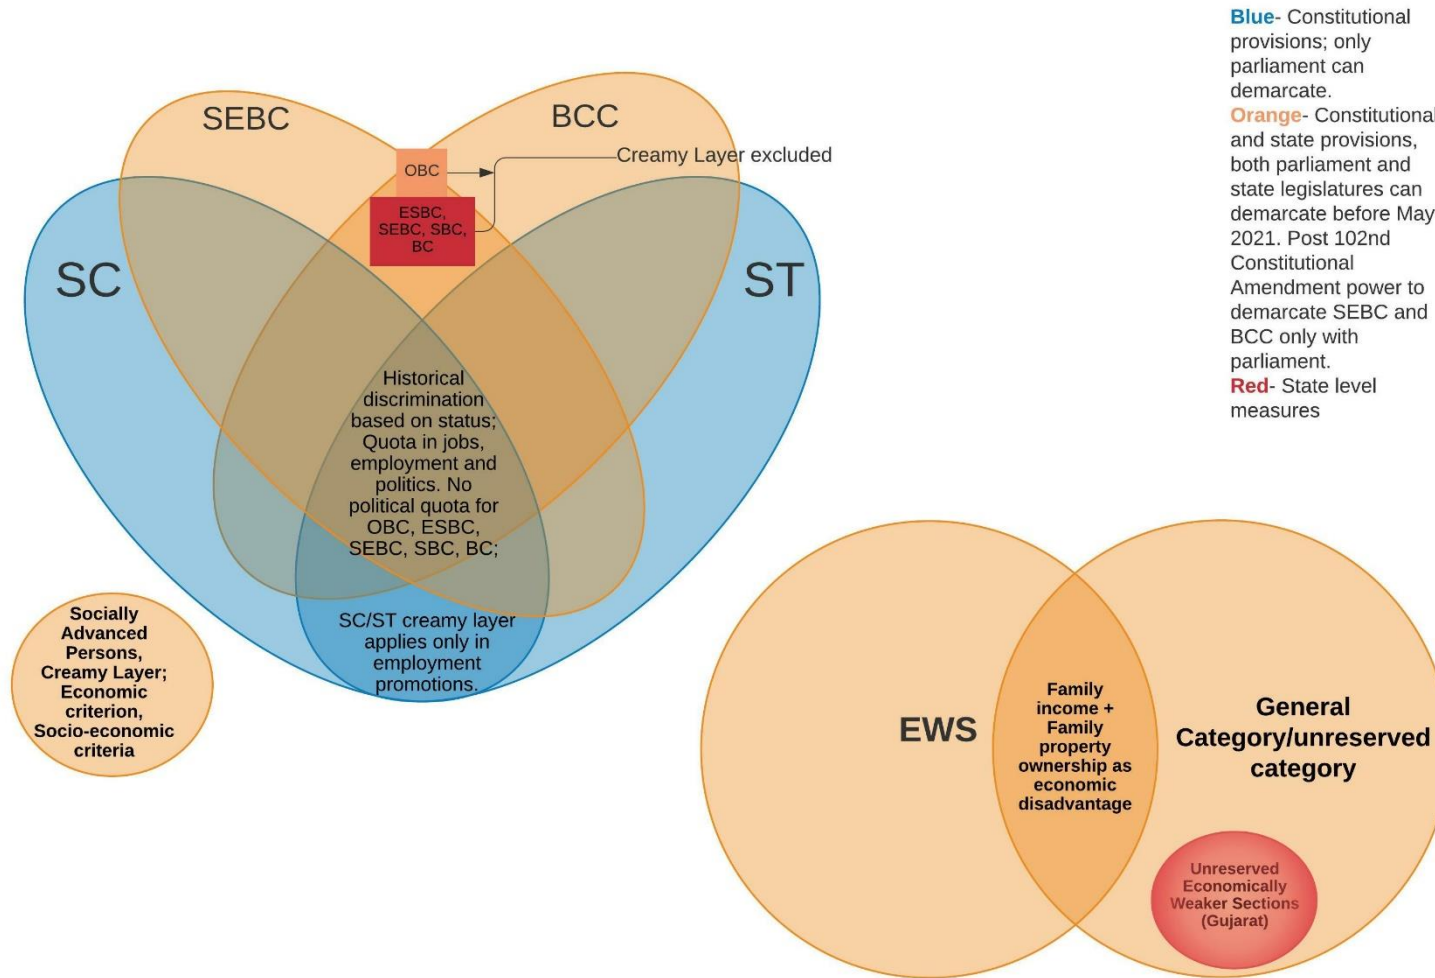 SEBC
BCC
OBC
Creamy Layer excluded
ESBC,
SEBC, SBC,
BC
SC
ST
Historical
discrimination
based on status;
Quota in jobs,
employment and
politics. No
political quota for
OBC, ESBC,
SEBC, SBC, BC;
SC/ST creamy layer
applies only in
employment
promotions.
Socially
Advanced
Persons,
Creamy Layer;
Economic
criterion,
Socio-economic
criteria
Blue- Constitutional
provisions; only
parliament can
demarcate.
Orange- Constitutional
and state provisions,
both parliament and
state legislatures can
demarcate before May
2021. Post 102nd
Constitutional
Amendment power to
demarcate SEBC and
BCC only with
parliament.
Red- State level
measures
EWS
Family
income +
Family
property
ownership as
economic
disadvantage
General
Category/unreserved
category
Unreserved
Economically
Weaker Sections
(Gujarat)